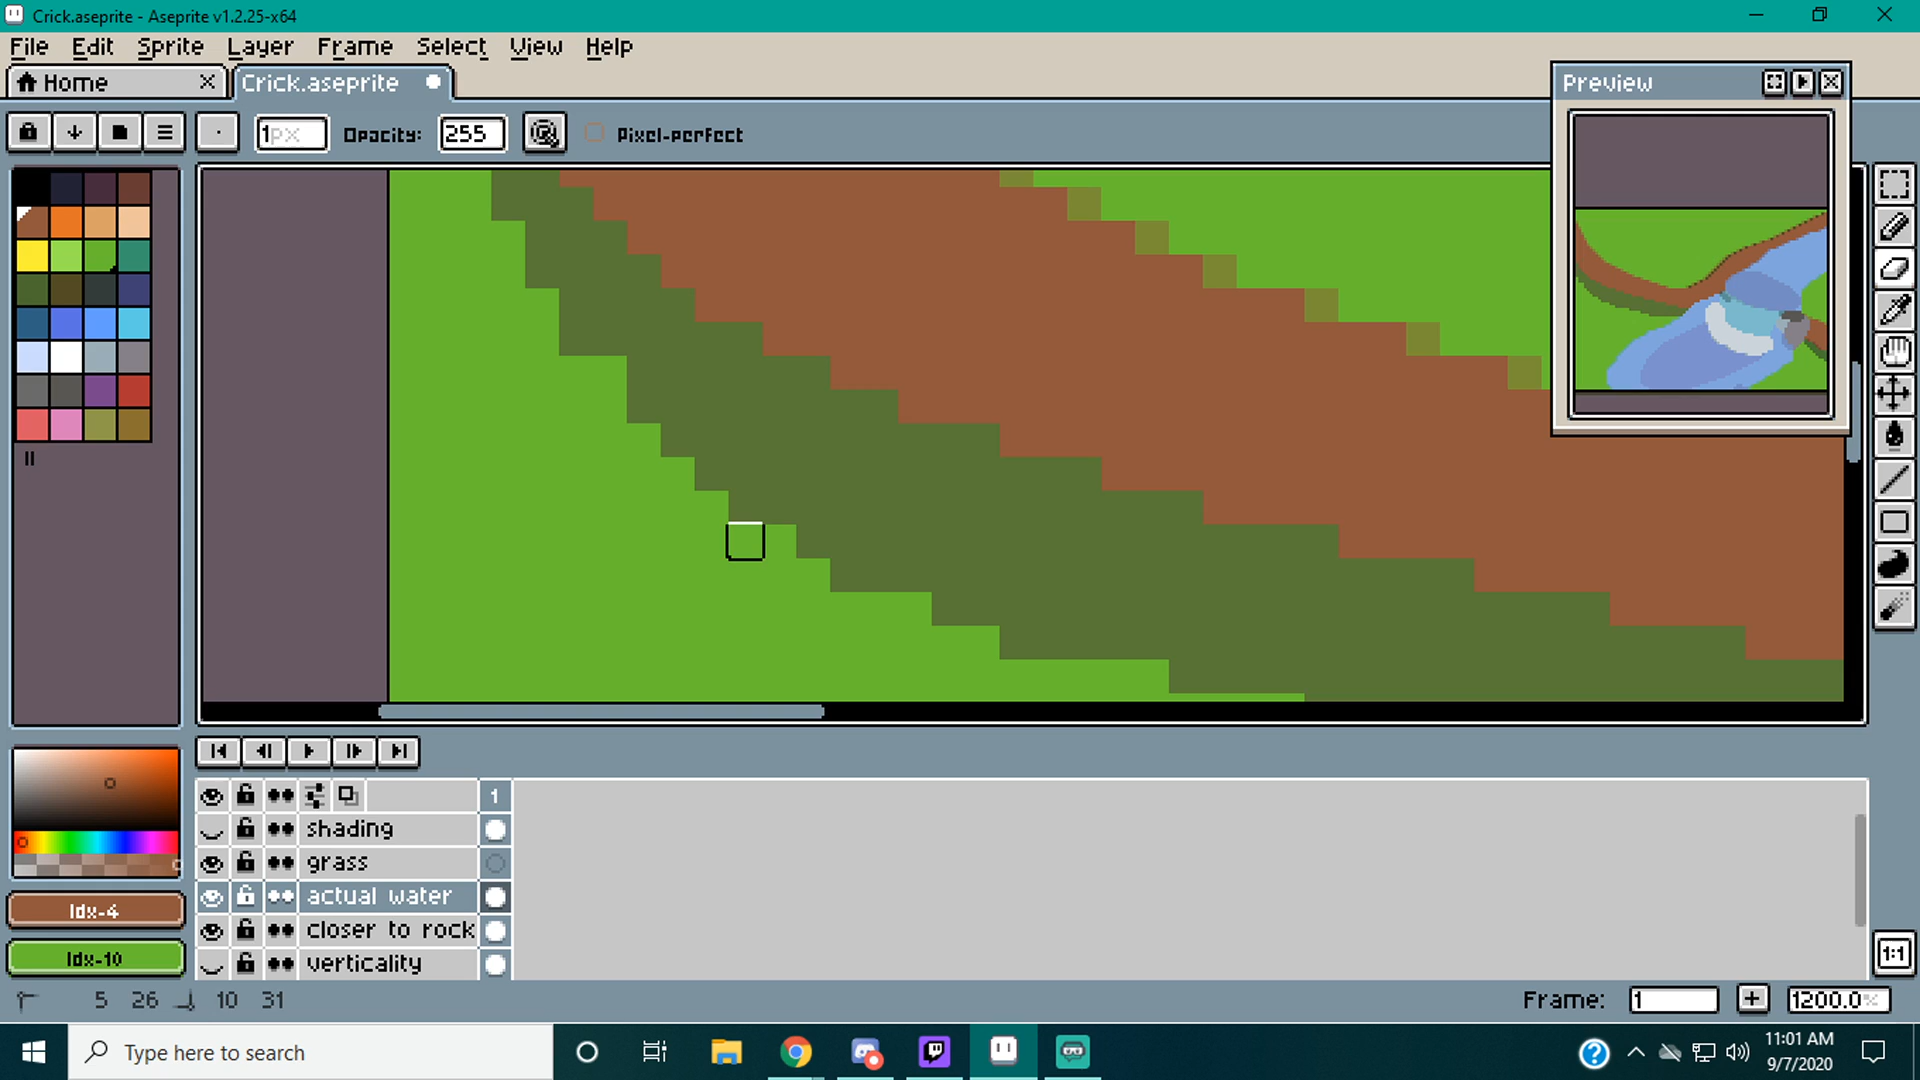 Crick.aseprite - Aseprite v1.2.25-x64
File Edit Sprite Layer Frame Select View Help
Home
Crick.aseprite
Preview
1px Opacity: 255 Pixel-perfect
1
shading
grass
actual water
closer to rock
verticality
Idx-4
Idx-10
1:1
5 26 10 31
Frame: 1 + 1200.0%
Type here to search
11:01 AM
9/7/2020